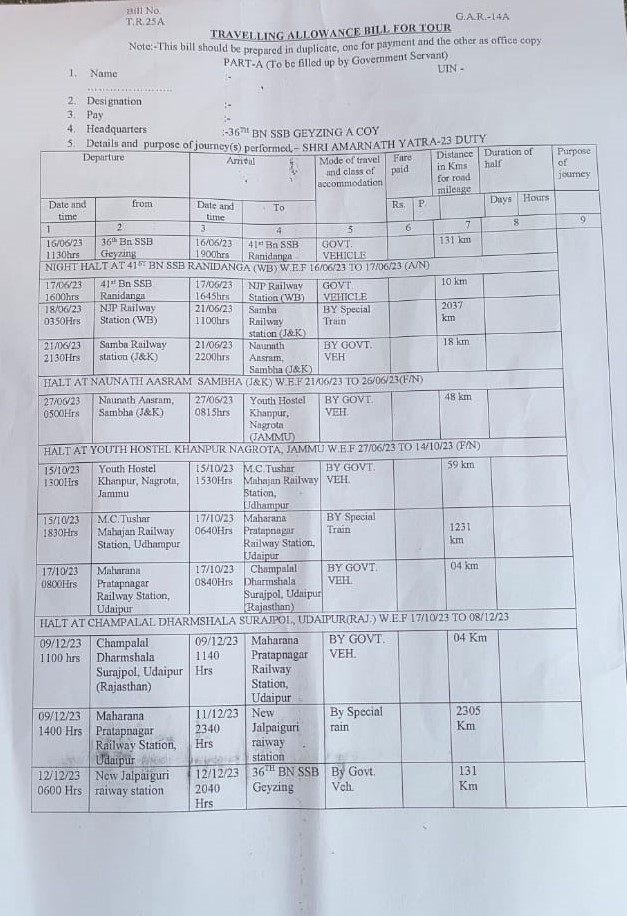 Bill No.
T.R.25A
G.A.R.-14A
TRAVELLING ALLOWANCE BILL FOR TOUR
Note:-This bill should be prepared in duplicate, one for payment and the other as office copy
PART-A (To be filled up by Government Servant)
1. Name :- UIN -
........................
2. Designation :-
3. Pay :-
4. Headquarters :-36TH BN SSB GEYZING A COY
5. Details and purpose of journey(s) performed,- SHRI AMARNATH YATRA-23 DUTY
Departure Arrival Mode of travel Fare Distance Duration of Purpose
and class of paid in Kms half of
accommodation for road journey
mileage
Date and from Date and To Rs. P. Days Hours
time time
1 2 3 4 5 6 7 8 9
16/06/23 36th Bn SSB 16/06/23 41st Bn SSB GOVT. 131 km
1130hrs Geyzing 1900hrs Ranidanga VEHICLE
NIGHT HALT AT 41ST BN SSB RANIDANGA (WB) W.E.F 16/06/23 TO 17/06/23 (A/N)
17/06/23 41st Bn SSB 17/06/23 NJP Railway GOVT 10 km
1600hrs Ranidanga 1645hrs Station (WB) VEHICLE
18/06/23 NJP Railway 21/06/23 Samba BY Special 2037
0350Hrs Station (WB) 1100hrs Railway Train km
station (J&K)
21/06/23 Samba Railway 21/06/23 Naunath BY GOVT. 18 km
2130Hrs station (J&K) 2200hrs Aasram, VEH
Sambha (J&K)
HALT AT NAUNATH AASRAM SAMBHA (J&K) W.E.F 21/06/23 TO 26/06/23(F/N)
27/06/23 Naunath Aasram, 27/06/23 Youth Hostel BY GOVT. 48 km
0500Hrs Sambha (J&K) 0815hrs Khanpur, VEH.
Nagrota
(JAMMU)
HALT AT YOUTH HOSTEL KHANPUR NAGROTA, JAMMU W.E.F 27/06/23 TO 14/10/23 (F/N)
15/10/23 Youth Hostel 15/10/23 M.C.Tushar BY GOVT. 59 km
1300Hrs Khanpur, Nagrota, 1530Hrs Mahajan Railway VEH.
Jammu Station,
Udhampur
15/10/23 M.C.Tushar 17/10/23 Maharana BY Special 1231
1830Hrs Mahajan Railway 0640Hrs Pratapnagar Train km
Station, Udhampur Railway Station,
Udaipur
17/10/23 Maharana 17/10/23 Champalal BY GOVT. 04 km
0800Hrs Pratapnagar 0840Hrs Dharmshala VEH.
Railway Station, Surajpol, Udaipur
Udaipur (Rajasthan)
HALT AT CHAMPALAL DHARMSHALA SURAJPOL, UDAIPUR(RAJ.) W.E.F 17/10/23 TO 08/12/23
09/12/23 Champalal 09/12/23 Maharana BY GOVT. 04 Km
1100 hrs Dharmshala 1140 Pratapnagar VEH.
Surajpol, Udaipur Hrs Railway
(Rajasthan) Station,
Udaipur
09/12/23 Maharana 11/12/23 New By Special 2305
1400 Hrs Pratapnagar 2340 Jalpaiguri rain Km
Railway Station, Hrs raiway
Udaipur station
12/12/23 New Jalpaiguri 12/12/23 36TH BN SSB By Govt. 131
0600 Hrs raiway station 2040 Geyzing Veh. Km
Hrs